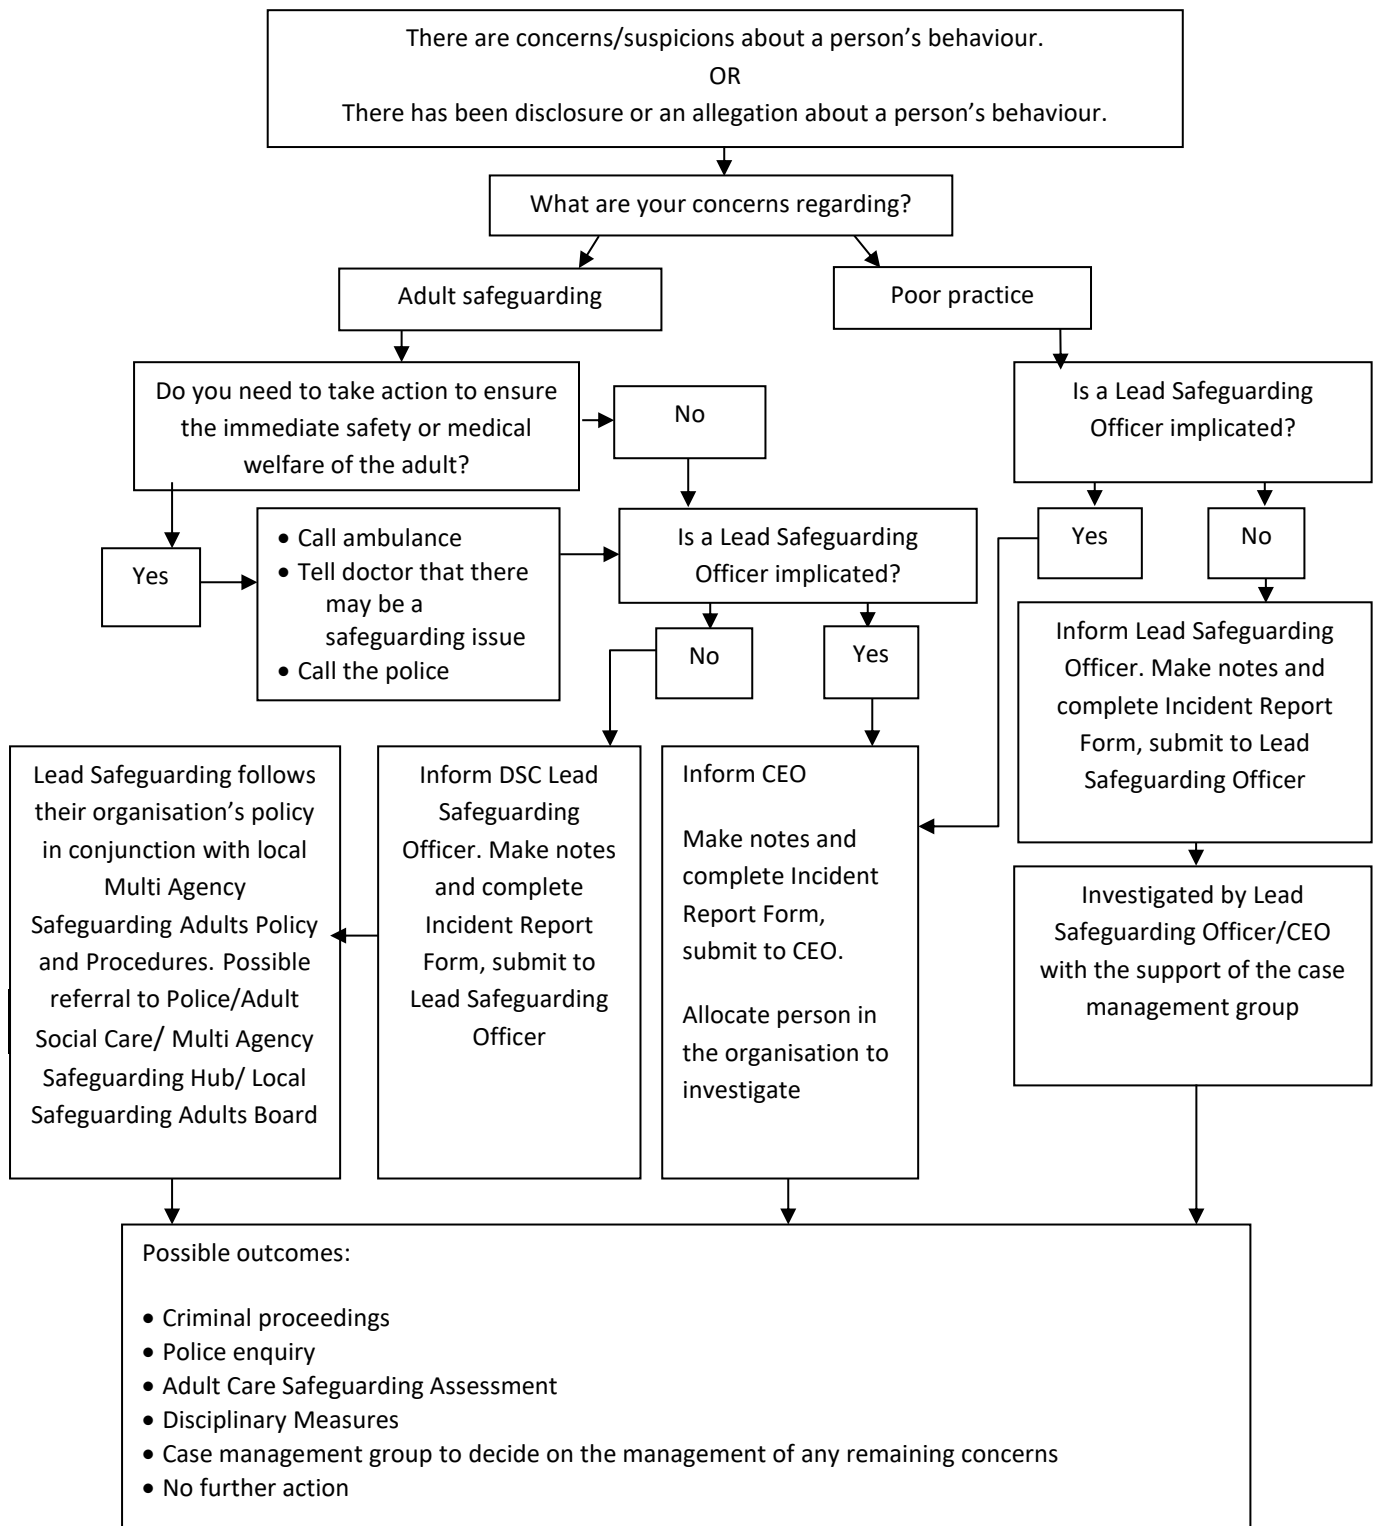 There are concerns/suspicions about a person’s behaviour.
OR
There has been disclosure or an allegation about a person’s behaviour.
What are your concerns regarding?
Adult safeguarding
Poor practice
Do you need to take action to ensure
the immediate safety or medical
welfare of the adult?
No
Is a Lead Safeguarding
Officer implicated?
Yes
No
Yes
• Call ambulance
• Tell doctor that there
may be a
safeguarding issue
• Call the police
Is a Lead Safeguarding
Officer implicated?
No
Yes
Inform Lead Safeguarding
Officer. Make notes and
complete Incident Report
Form, submit to Lead
Safeguarding Officer
Lead Safeguarding follows
their organisation’s policy
in conjunction with local
Multi Agency
Safeguarding Adults Policy
and Procedures. Possible
referral to Police/Adult
Social Care/ Multi Agency
Safeguarding Hub/ Local
Safeguarding Adults Board
Inform DSC Lead
Safeguarding
Officer. Make notes
and complete
Incident Report
Form, submit to
Lead Safeguarding
Officer
Inform CEO
Make notes and
complete Incident
Report Form,
submit to CEO.
Allocate person in
the organisation to
investigate
Investigated by Lead
Safeguarding Officer/CEO
with the support of the case
management group
Possible outcomes:
• Criminal proceedings
• Police enquiry
• Adult Care Safeguarding Assessment
• Disciplinary Measures
• Case management group to decide on the management of any remaining concerns
• No further action